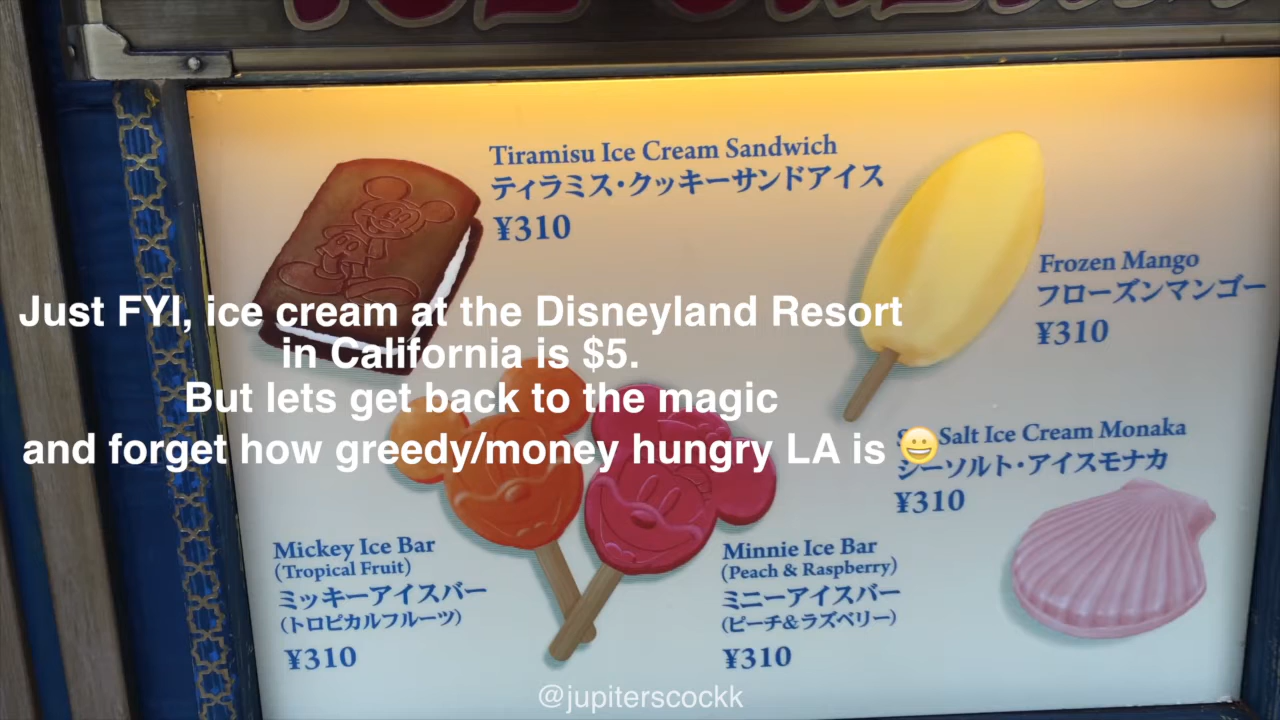 Tiramisu Ice Cream Sandwich
ティラミス・クッキーサンドアイス
¥310
Frozen Mango
フローズンマンゴー
¥310
Just FYI, ice cream at the Disneyland Resort
in California is $5.
But lets get back to the magic
and forget how greedy/money hungry LA is 😀
Salt Ice Cream Monaka
シーソルト・アイスモナカ
¥310
Mickey Ice Bar
(Tropical Fruit)
ミッキーアイスバー
(トロピカルフルーツ)
¥310
Minnie Ice Bar
(Peach & Raspberry)
ミニーアイスバー
(ピーチ&ラズベリー)
¥310
@jupiterscockk